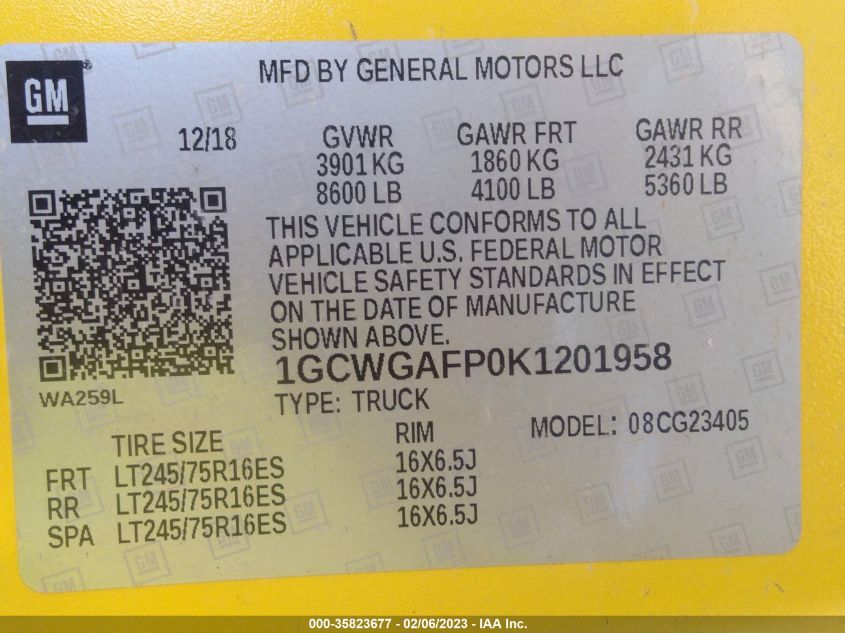 GM ®
MFD BY GENERAL MOTORS LLC
12/18 GVWR GAWR FRT GAWR RR
3901 KG 1860 KG 2431 KG
8600 LB 4100 LB 5360 LB
THIS VEHICLE CONFORMS TO ALL
APPLICABLE U.S. FEDERAL MOTOR
VEHICLE SAFETY STANDARDS IN EFFECT
ON THE DATE OF MANUFACTURE
SHOWN ABOVE.
1GCWGAFP0K1201958
WA259L
TYPE: TRUCK
MODEL: 08CG23405
TIRE SIZE RIM
FRT LT245/75R16ES 16X6.5J
RR LT245/75R16ES 16X6.5J
SPA LT245/75R16ES 16X6.5J
000-35823677 - 02/06/2023 - IAA Inc.